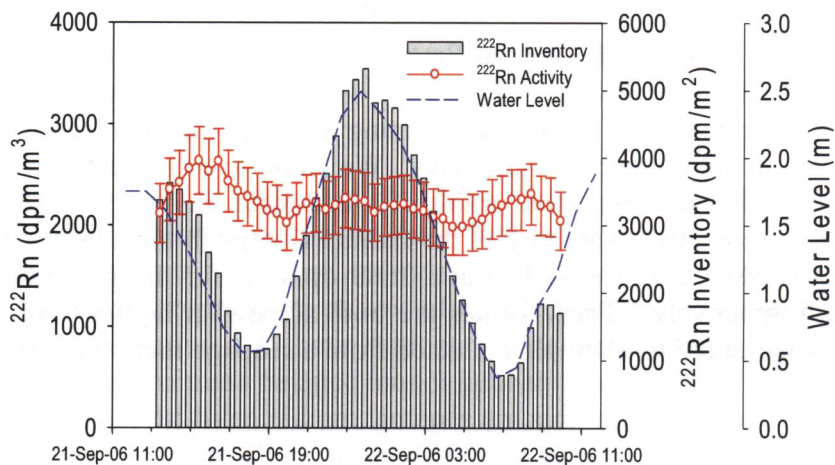 4000
3000
2000
1000
0
²²²Rn (dpm/m³)
²²²Rn Inventory
²²²Rn Activity
Water Level
6000
5000
4000
3000
2000
1000
0
²²²Rn Inventory (dpm/m²)
3.0
2.5
2.0
1.5
1.0
0.5
0.0
Water Level (m)
21-Sep-06 11:00
21-Sep-06 19:00
22-Sep-06 03:00
22-Sep-06 11:00